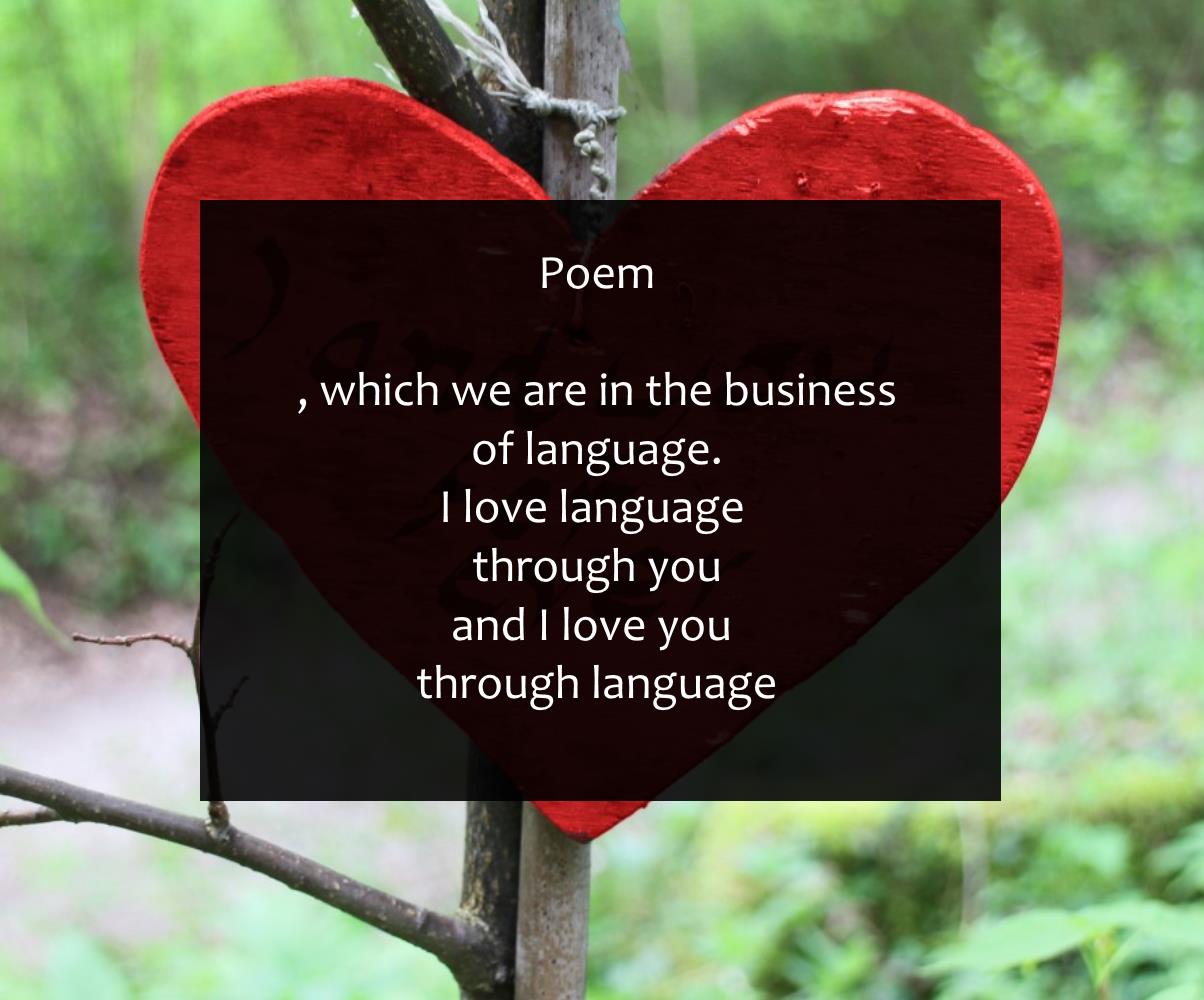 Poem
, which we are in the business
of language.
I love language
through you
and I love you
through language